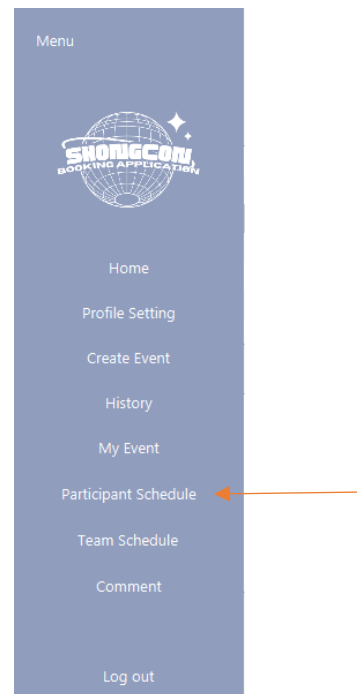 Menu
SHONGCON
BOOKING APPLICATION
Home
Profile Setting
Create Event
History
My Event
Participant Schedule
Team Schedule
Comment
Log out